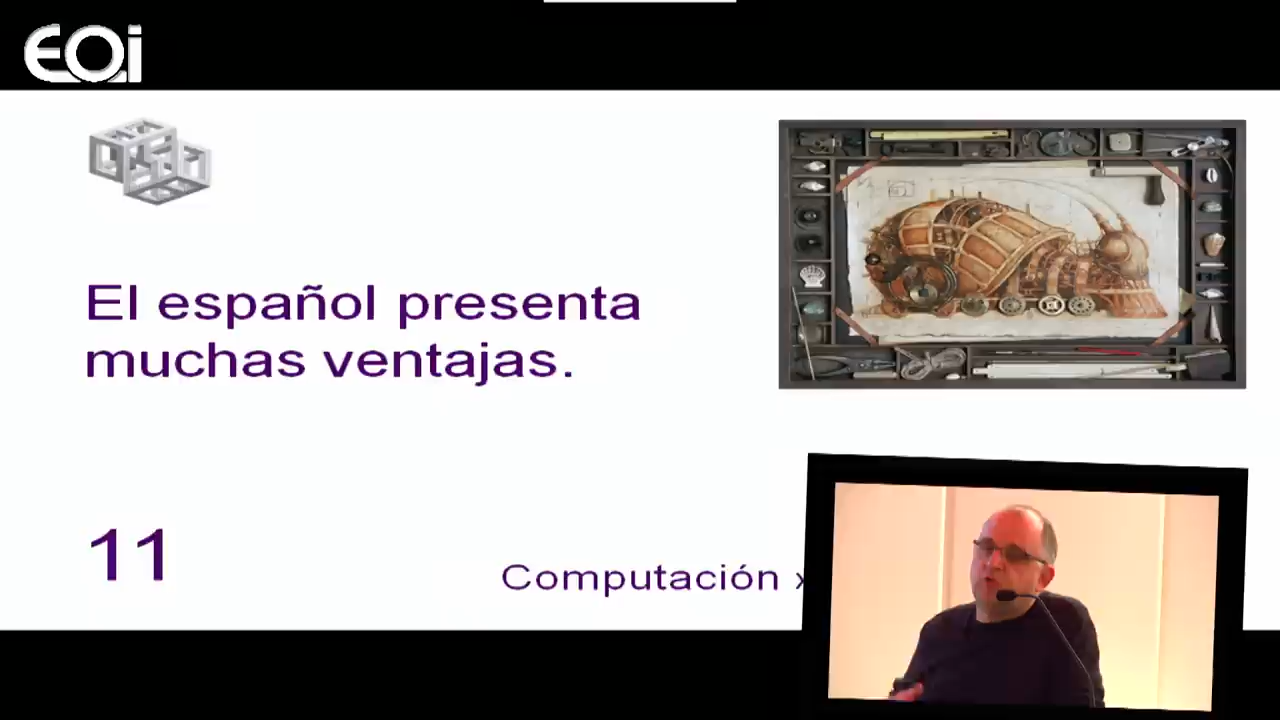 EOi
El español presenta
muchas ventajas.
11
Computación